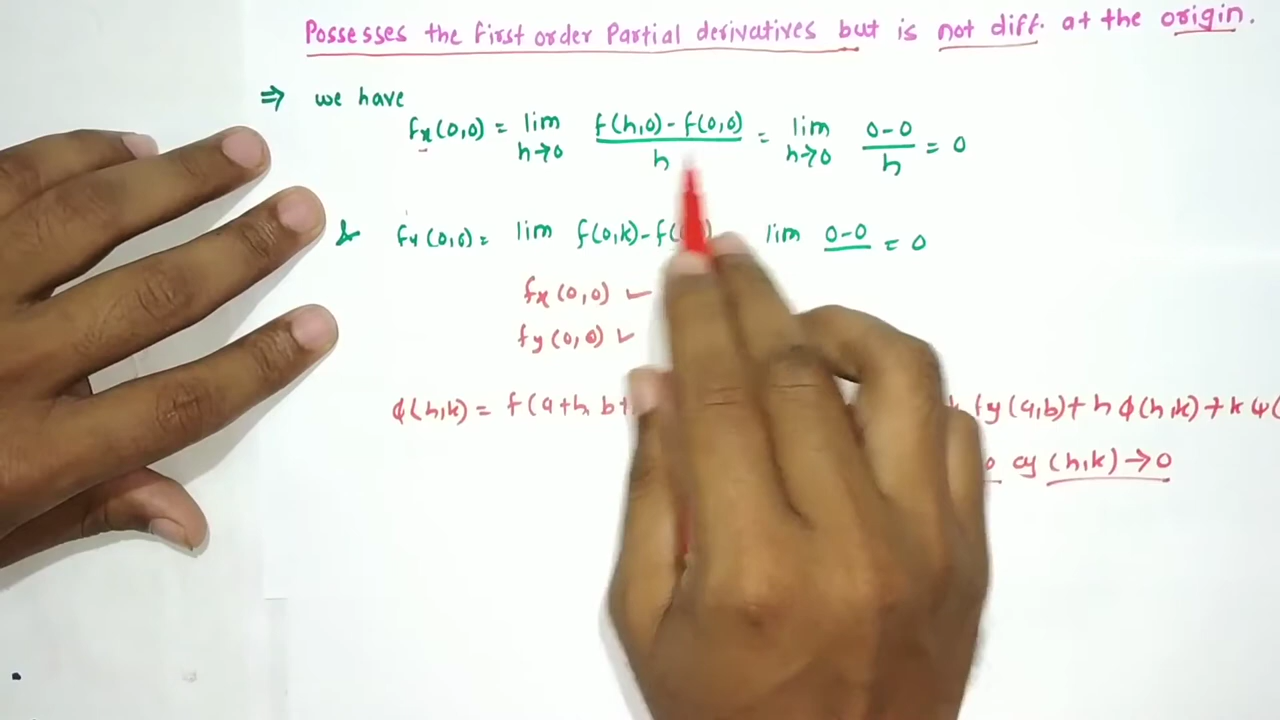 Possesses the first order Partial derivatives but is not diff. at the origin.
⇒ we have
fx(0,0) = lim h→0 f(h,0) - f(0,0) / h = lim h→0 0-0 / h = 0
& fy(0,0) = lim f(0,k) - f( lim 0-0 = 0
fx(0,0) ✓
fy(0,0) ✓
ϕ(h,k) = f(a+h b+ fy(a,b) + h ϕ(h,k) + k ψ(
as (h,k) → 0